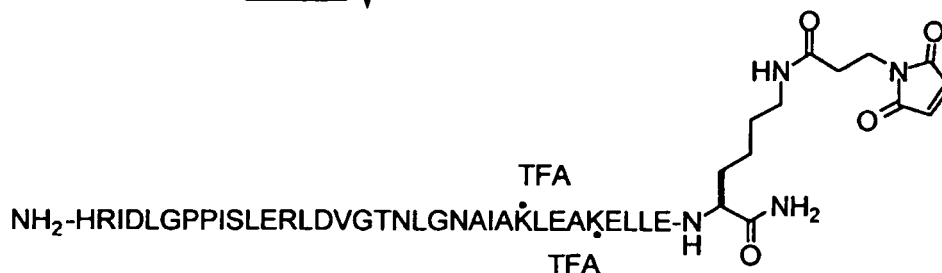 O O
HN N
O
TFA
NH₂-HRIDLGPPISLERLDVGTNLGNAIAKLEAKELLE-N NH₂
H O
TFA